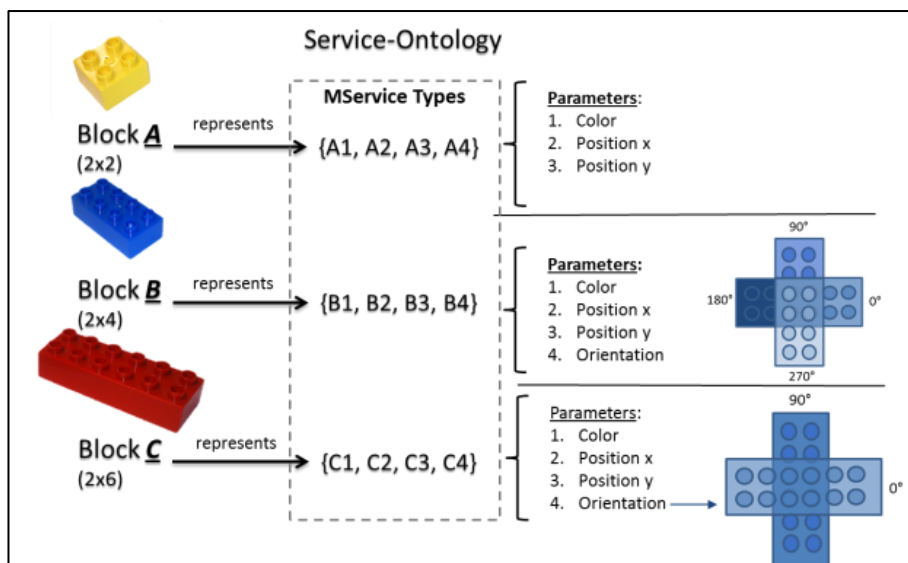 Service-Ontology
MService Types
Block A
(2x2)
represents
{A1, A2, A3, A4}
Parameters:
1. Color
2. Position x
3. Position y
Block B
(2x4)
represents
{B1, B2, B3, B4}
Parameters:
1. Color
2. Position x
3. Position y
4. Orientation
90°
180°
0°
270°
Block C
(2x6)
represents
{C1, C2, C3, C4}
Parameters:
1. Color
2. Position x
3. Position y
4. Orientation
90°
0°